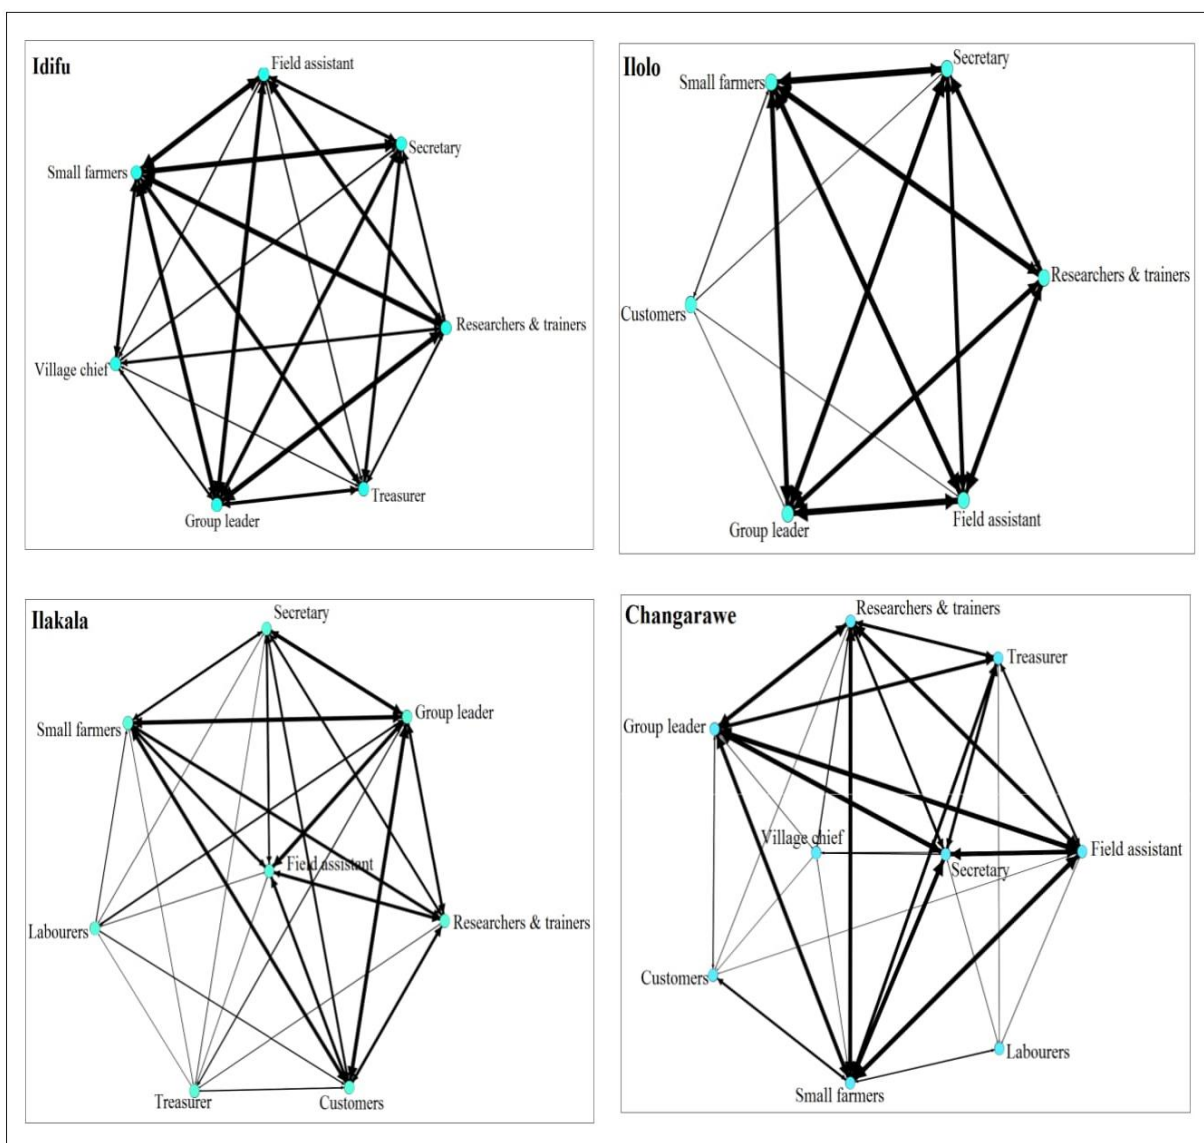 Idifu
Field assistant
Secretary
Small farmers
Researchers & trainers
Village chief
Treasurer
Group leader
Ilolo
Secretary
Small farmers
Researchers & trainers
Customers
Field assistant
Group leader
Ilakala
Secretary
Group leader
Small farmers
Field assistant
Researchers & trainers
Labourers
Treasurer
Customers
Changarawe
Researchers & trainers
Treasurer
Group leader
Village chief
Field assistant
Secretary
Customers
Labourers
Small farmers